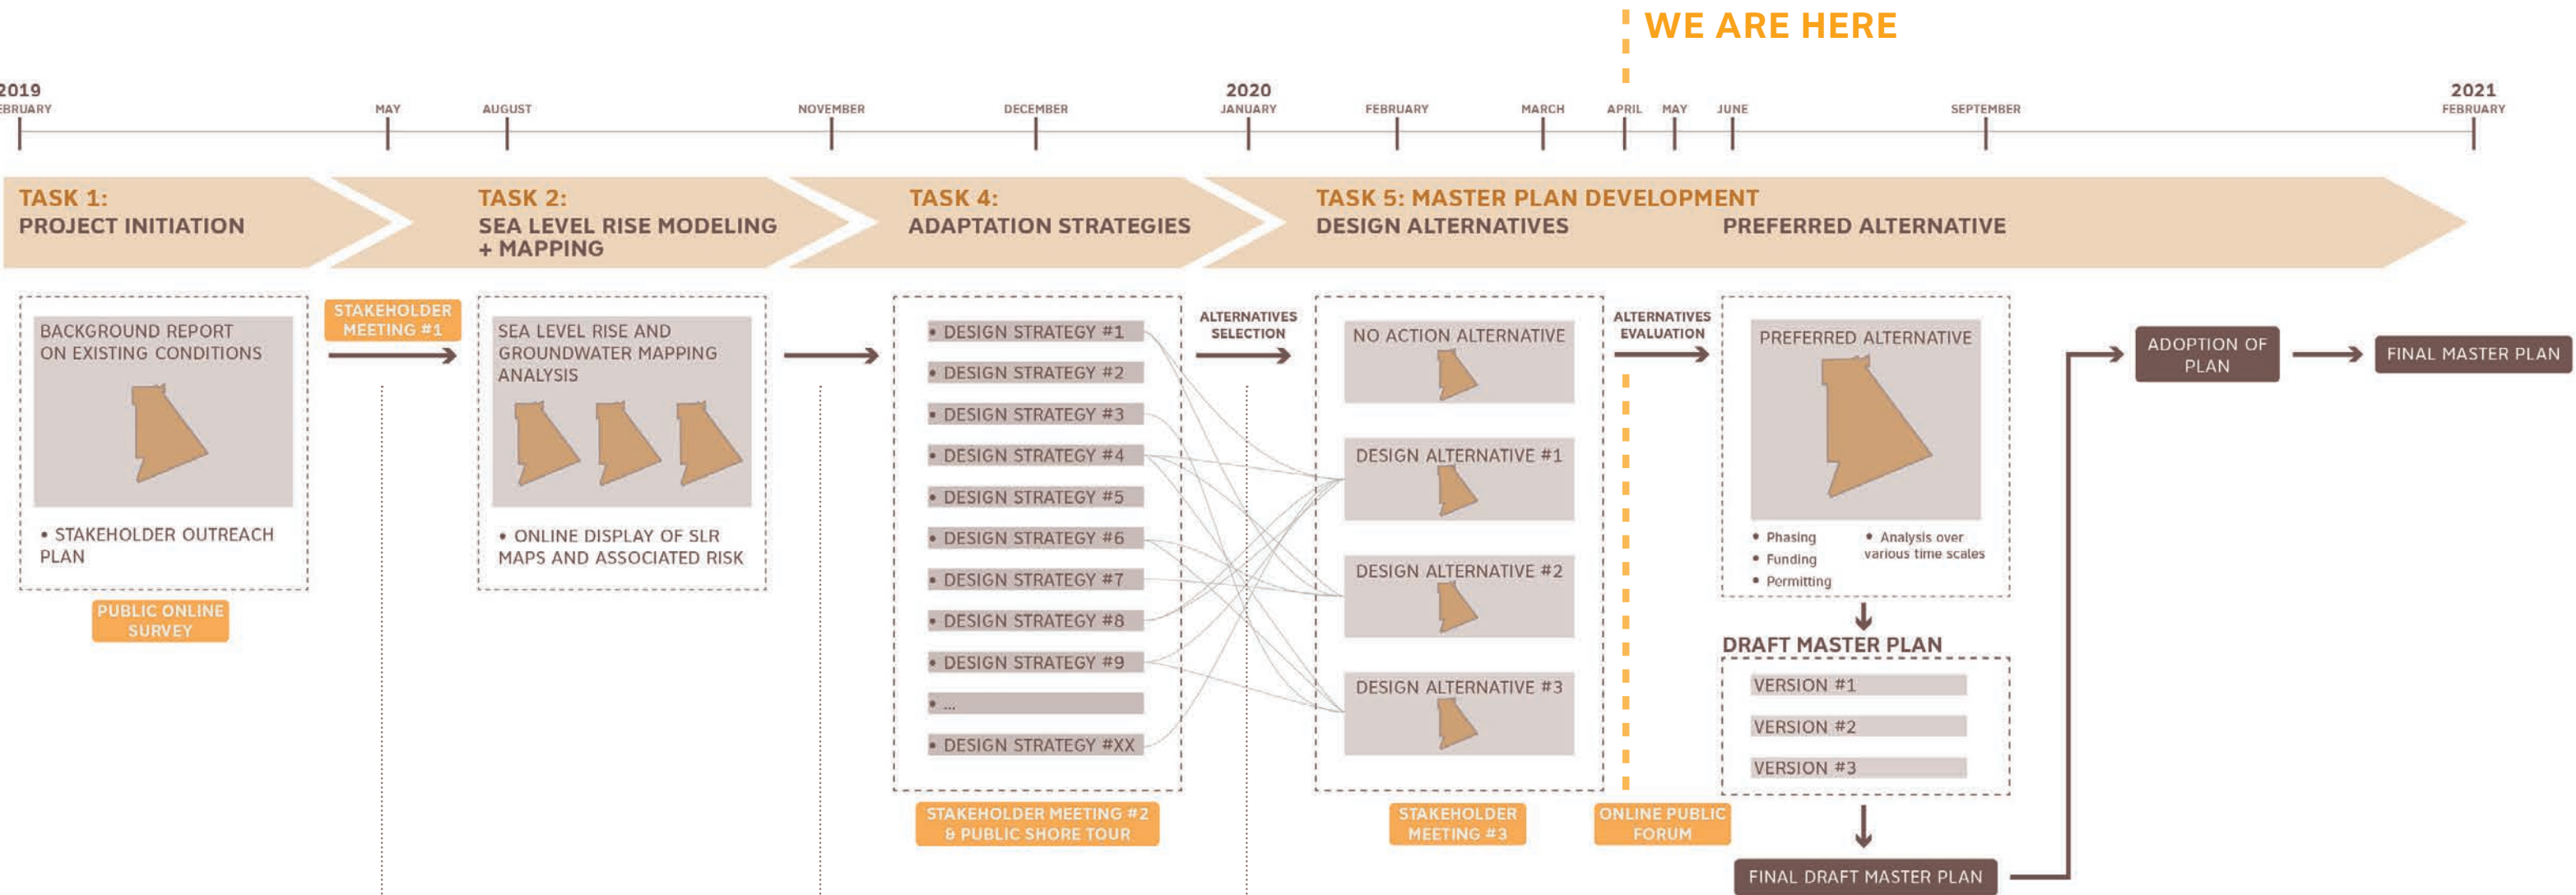 WE ARE HERE
2019
EBRUARY
MAY
AUGUST
NOVEMBER
DECEMBER
2020
JANUARY
FEBRUARY
MARCH
APRIL
MAY
JUNE
SEPTEMBER
2021
FEBRUARY
TASK 1:
PROJECT INITIATION
TASK 2:
SEA LEVEL RISE MODELING
+ MAPPING
TASK 4:
ADAPTATION STRATEGIES
TASK 5: MASTER PLAN DEVELOPMENT
DESIGN ALTERNATIVES
PREFERRED ALTERNATIVE
BACKGROUND REPORT
ON EXISTING CONDITIONS
• STAKEHOLDER OUTREACH
PLAN
PUBLIC ONLINE
SURVEY
STAKEHOLDER
MEETING #1
SEA LEVEL RISE AND
GROUNDWATER MAPPING
ANALYSIS
• ONLINE DISPLAY OF SLR
MAPS AND ASSOCIATED RISK
• DESIGN STRATEGY #1
• DESIGN STRATEGY #2
• DESIGN STRATEGY #3
• DESIGN STRATEGY #4
• DESIGN STRATEGY #5
• DESIGN STRATEGY #6
• DESIGN STRATEGY #7
• DESIGN STRATEGY #8
• DESIGN STRATEGY #9
• ...
• DESIGN STRATEGY #XX
STAKEHOLDER MEETING #2
& PUBLIC SHORE TOUR
ALTERNATIVES
SELECTION
NO ACTION ALTERNATIVE
DESIGN ALTERNATIVE #1
DESIGN ALTERNATIVE #2
DESIGN ALTERNATIVE #3
STAKEHOLDER
MEETING #3
ALTERNATIVES
EVALUATION
ONLINE PUBLIC
FORUM
PREFERRED ALTERNATIVE
• Phasing
• Funding
• Permitting
• Analysis over
various time scales
DRAFT MASTER PLAN
VERSION #1
VERSION #2
VERSION #3
FINAL DRAFT MASTER PLAN
ADOPTION OF
PLAN
FINAL MASTER PLAN